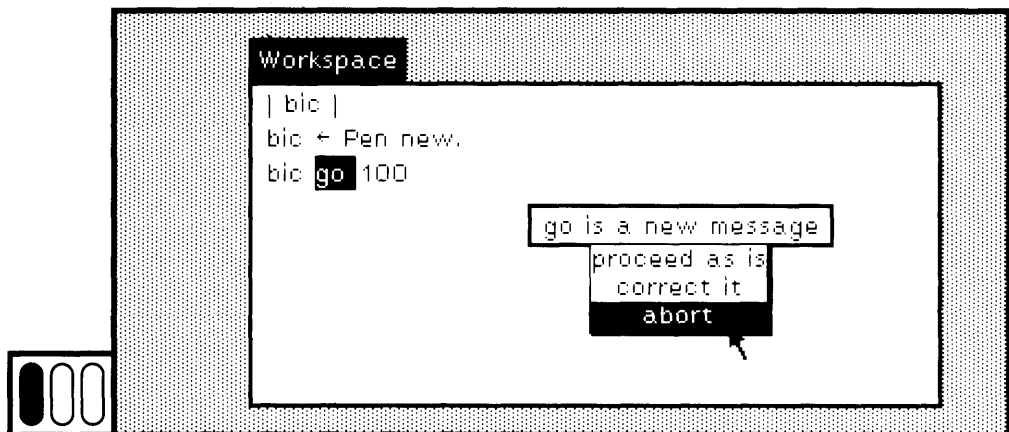 Workspace
| bic |
bic ← Pen new.
bic go 100
go is a new message
proceed as is
correct it
abort